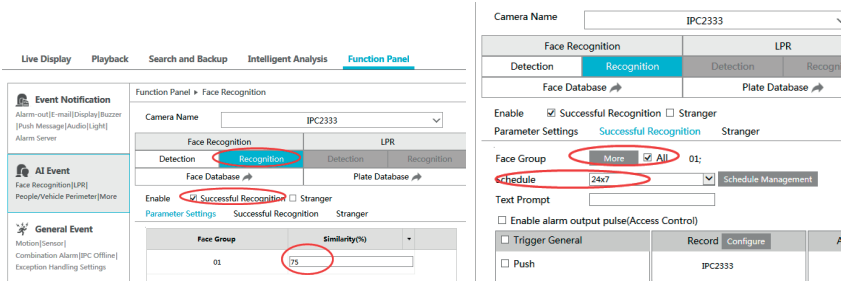 Live Display Playback Search and Backup Intelligent Analysis Function Panel
Event Notification
Alarm-out|E-mail|Display|Buzzer
|Push Message|Audio|Light|
Alarm Server
AI Event
Face Recognition|LPR|
People/Vehicle Perimeter|More
General Event
Motion|Sensor|
Combination Alarm|IPC Offline|
Exception Handling Settings
Function Panel ▸ Face Recognition
Camera Name IPC2333
Face Recognition LPR
Detection Recognition Detection Recognition
Face Database Plate Database
Enable Successful Recognition Stranger
Parameter Settings Successful Recognition Stranger
Face Group Similarity(%)
01 75
Camera Name IPC2333
Face Recognition LPR
Detection Recognition Detection Recogni
Face Database Plate Database
Enable Successful Recognition Stranger
Parameter Settings Successful Recognition Stranger
Face Group More All 01;
Schedule 24x7 Schedule Management
Text Prompt
Enable alarm output pulse(Access Control)
Trigger General Record Configure A
Push IPC2333